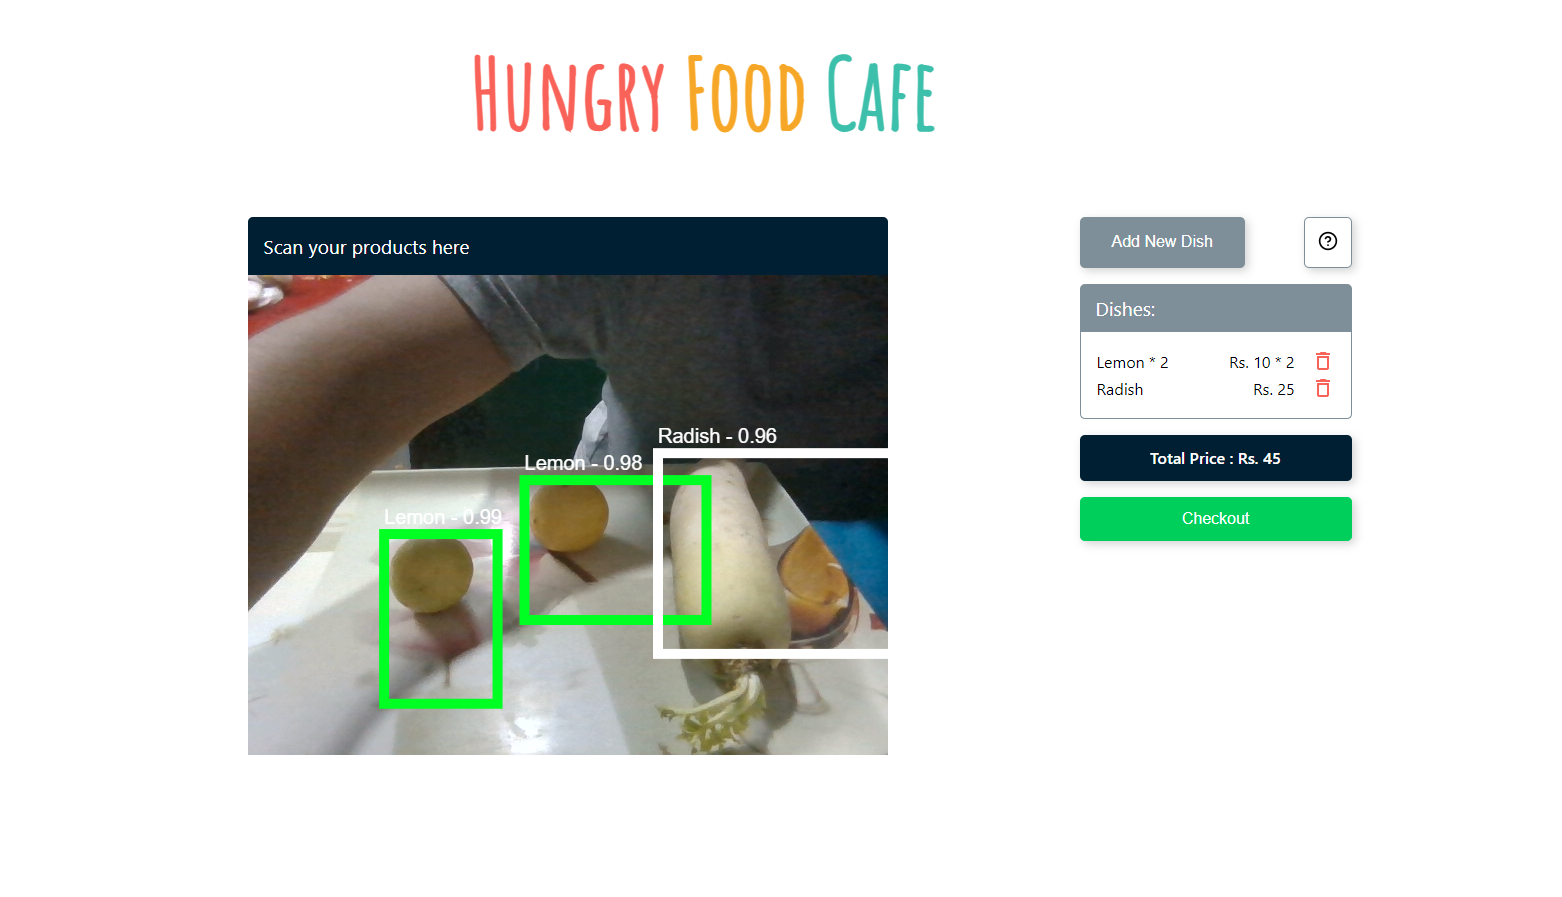 Hungry Food Cafe
Scan your products here
Radish - 0.96
Lemon - 0.98
Lemon - 0.99
Add New Dish
Dishes:
Lemon * 2 Rs. 10 * 2
Radish Rs. 25
Total Price : Rs. 45
Checkout